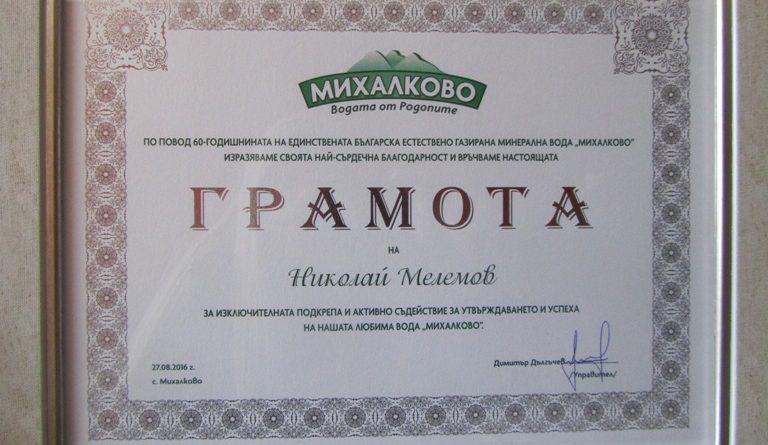 МИХАЛКОВО
Водата от Родопите
ПО ПОВОД 60-ГОДИШНИНАТА НА ЕДИНСТВЕНАТА БЪЛГАРСКА ЕСТЕСТВЕНО ГАЗИРАНА МИНЕРАЛНА ВОДА „МИХАЛКОВО”
ИЗРАЗЯВАМЕ СВОЯТА НАЙ-СЪРДЕЧНА БЛАГОДАРНОСТ И ВРЪЧВАМЕ НАСТОЯЩАТА
ГРАМОТА
НА
Николай Мелемов
ЗА ИЗКЛЮЧИТЕЛНАТА ПОДКРЕПА И АКТИВНО СЪДЕЙСТВИЕ ЗА УТВЪРЖДАВАНЕТО И УСПЕХА
НА НАШАТА ЛЮБИМА ВОДА „МИХАЛКОВО”.
27.08.2016 г.
с. Михалково
Димитър Дългъчев
/Управител/